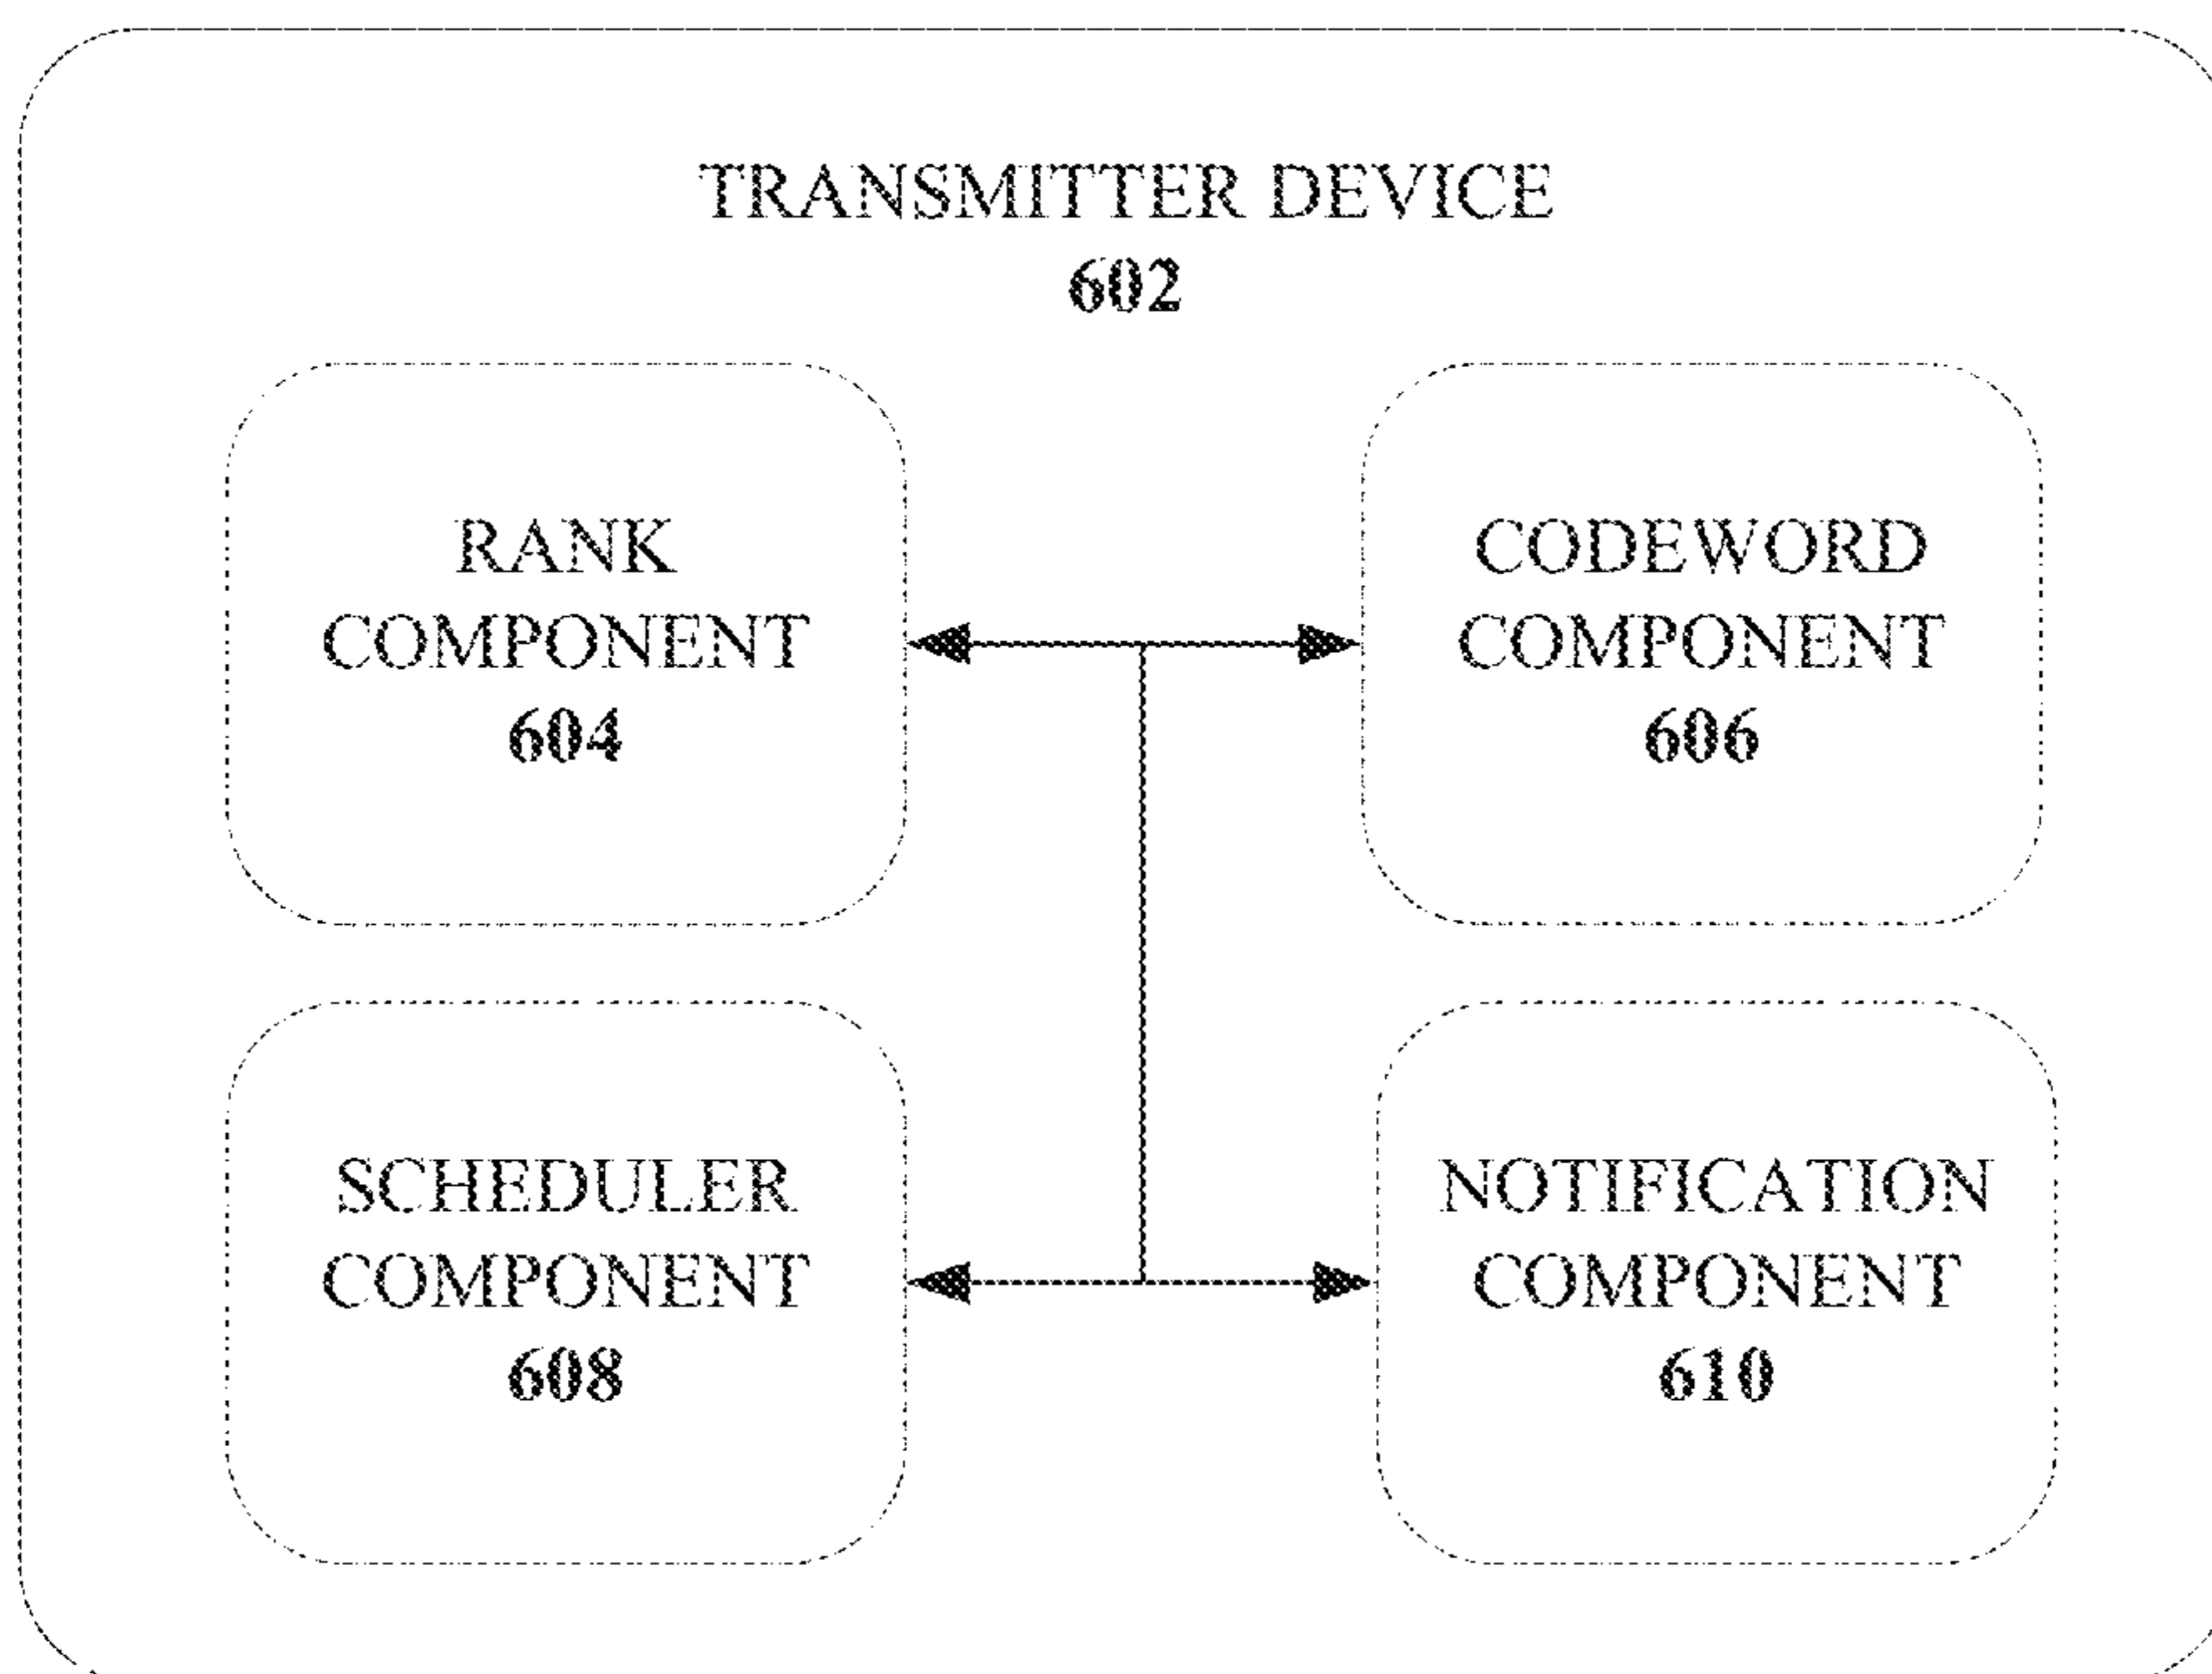 TRANSMITTER DEVICE
602
RANK
COMPONENT
604
CODEWORD
COMPONENT
606
SCHEDULER
COMPONENT
608
NOTIFICATION
COMPONENT
610